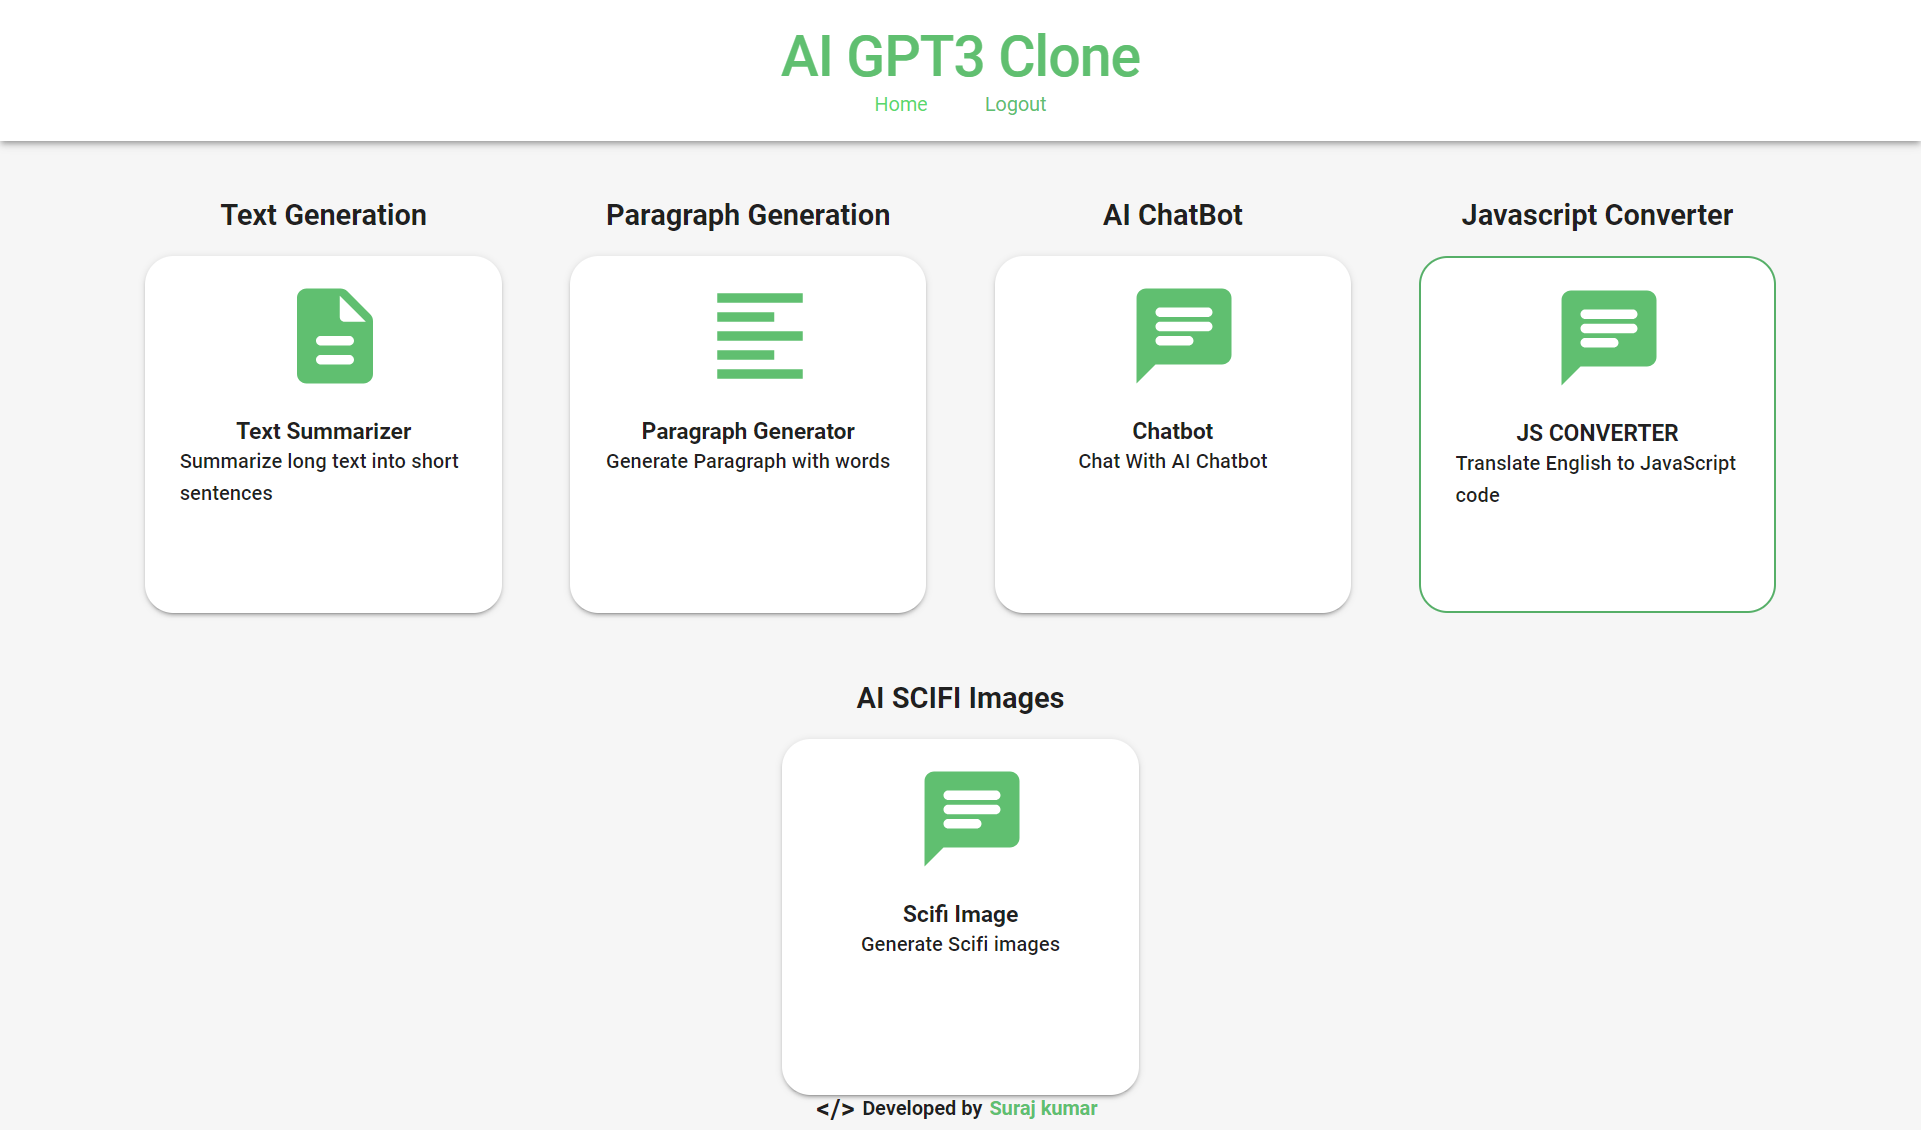 AI GPT3 Clone
Home Logout
Text Generation
Text Summarizer
Summarize long text into short
sentences
Paragraph Generation
Paragraph Generator
Generate Paragraph with words
AI ChatBot
Chatbot
Chat With AI Chatbot
Javascript Converter
JS CONVERTER
Translate English to JavaScript
code
AI SCIFI Images
Scifi Image
Generate Scifi images
</> Developed by Suraj kumar